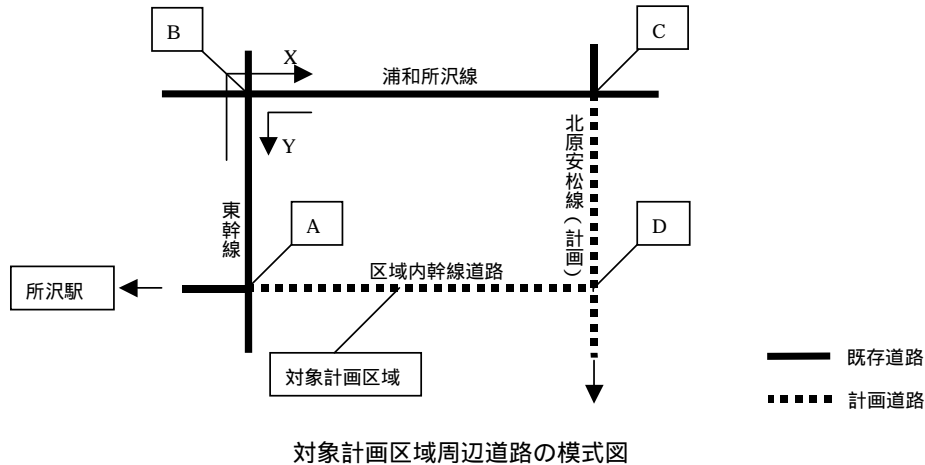 B
C
X
浦和所沢線
Y
北原安松線(計画)
東幹線
A
D
区域内幹線道路
所沢駅
対象計画区域
既存道路
計画道路
対象計画区域周辺道路の模式図